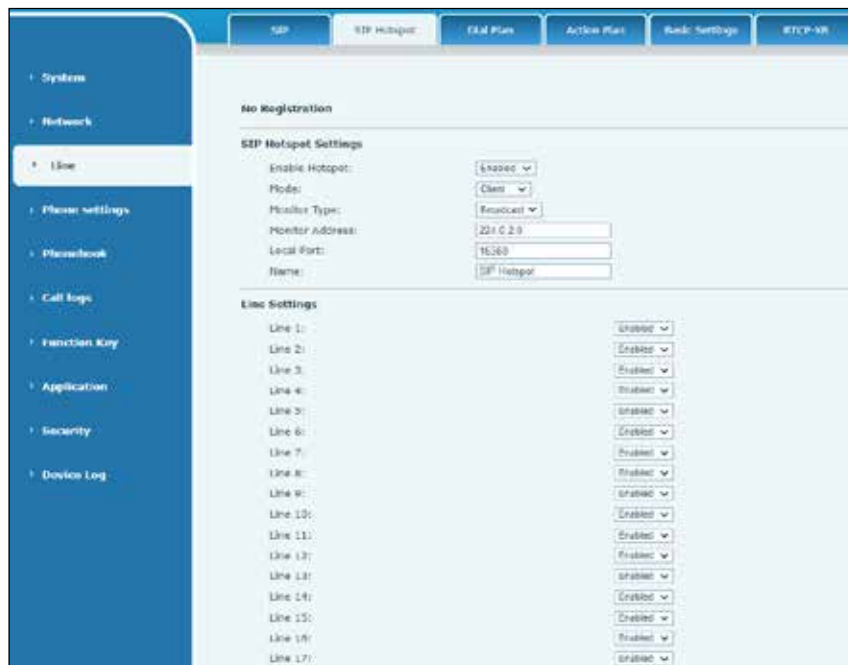 SIP
SIP Hotspot
Dial Plan
Action Plan
Basic Settings
RTCP-XR
System
Network
Line
Phone settings
Phonebook
Call logs
Function Key
Application
Security
Device Log
No Registration
SIP Hotspot Settings
Enable Hotspot: Enabled
Mode: Client
Monitor Type: Broadcast
Monitor Address: 224.0.2.0
Local Port: 16360
Name: SIP Hotspot
Line Settings
Line 1: Enabled
Line 2: Enabled
Line 3: Enabled
Line 4: Enabled
Line 5: Enabled
Line 6: Enabled
Line 7: Enabled
Line 8: Enabled
Line 9: Enabled
Line 10: Enabled
Line 11: Enabled
Line 12: Enabled
Line 13: Enabled
Line 14: Enabled
Line 15: Enabled
Line 16: Enabled
Line 17: Enabled